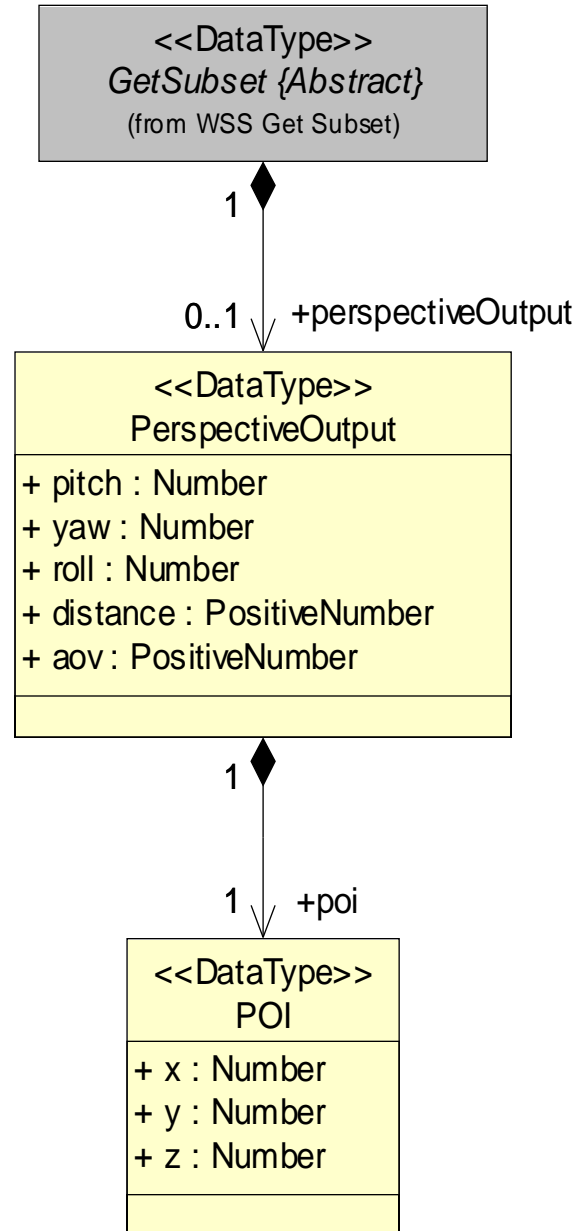 <<DataType>>
GetSubset {Abstract}
(from WSS Get Subset)
1
0..1 +perspectiveOutput
<<DataType>>
PerspectiveOutput
+ pitch : Number
+ yaw : Number
+ roll : Number
+ distance : PositiveNumber
+ aov : PositiveNumber
1
1 +poi
<<DataType>>
POI
+ x : Number
+ y : Number
+ z : Number